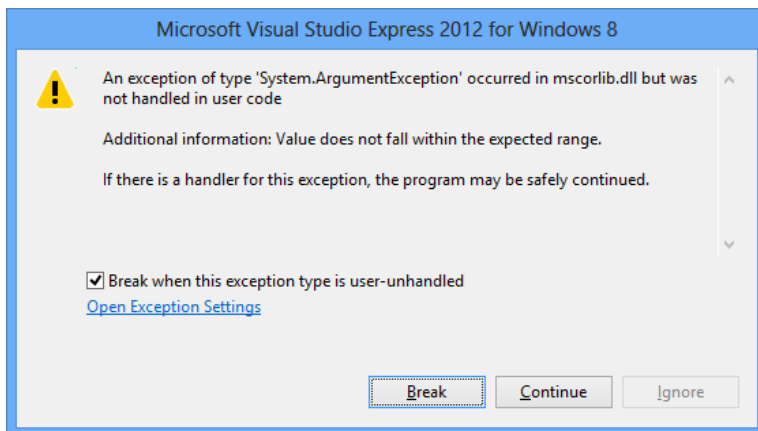 Microsoft Visual Studio Express 2012 for Windows 8
An exception of type 'System.ArgumentException' occurred in mscorlib.dll but was
not handled in user code
Additional information: Value does not fall within the expected range.
If there is a handler for this exception, the program may be safely continued.
Break when this exception type is user-unhandled
Open Exception Settings
Break Continue Ignore